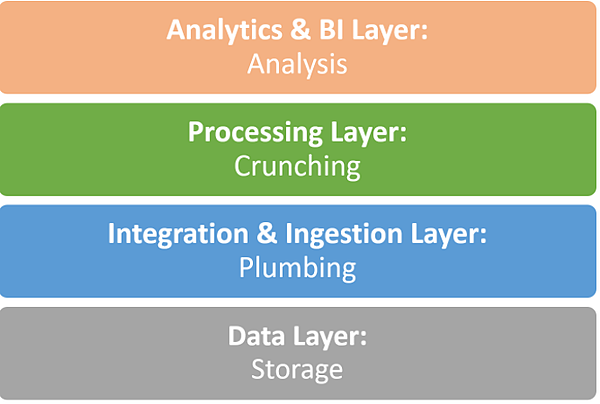 Analytics & BI Layer:
Analysis
Processing Layer:
Crunching
Integration & Ingestion Layer:
Plumbing
Data Layer:
Storage